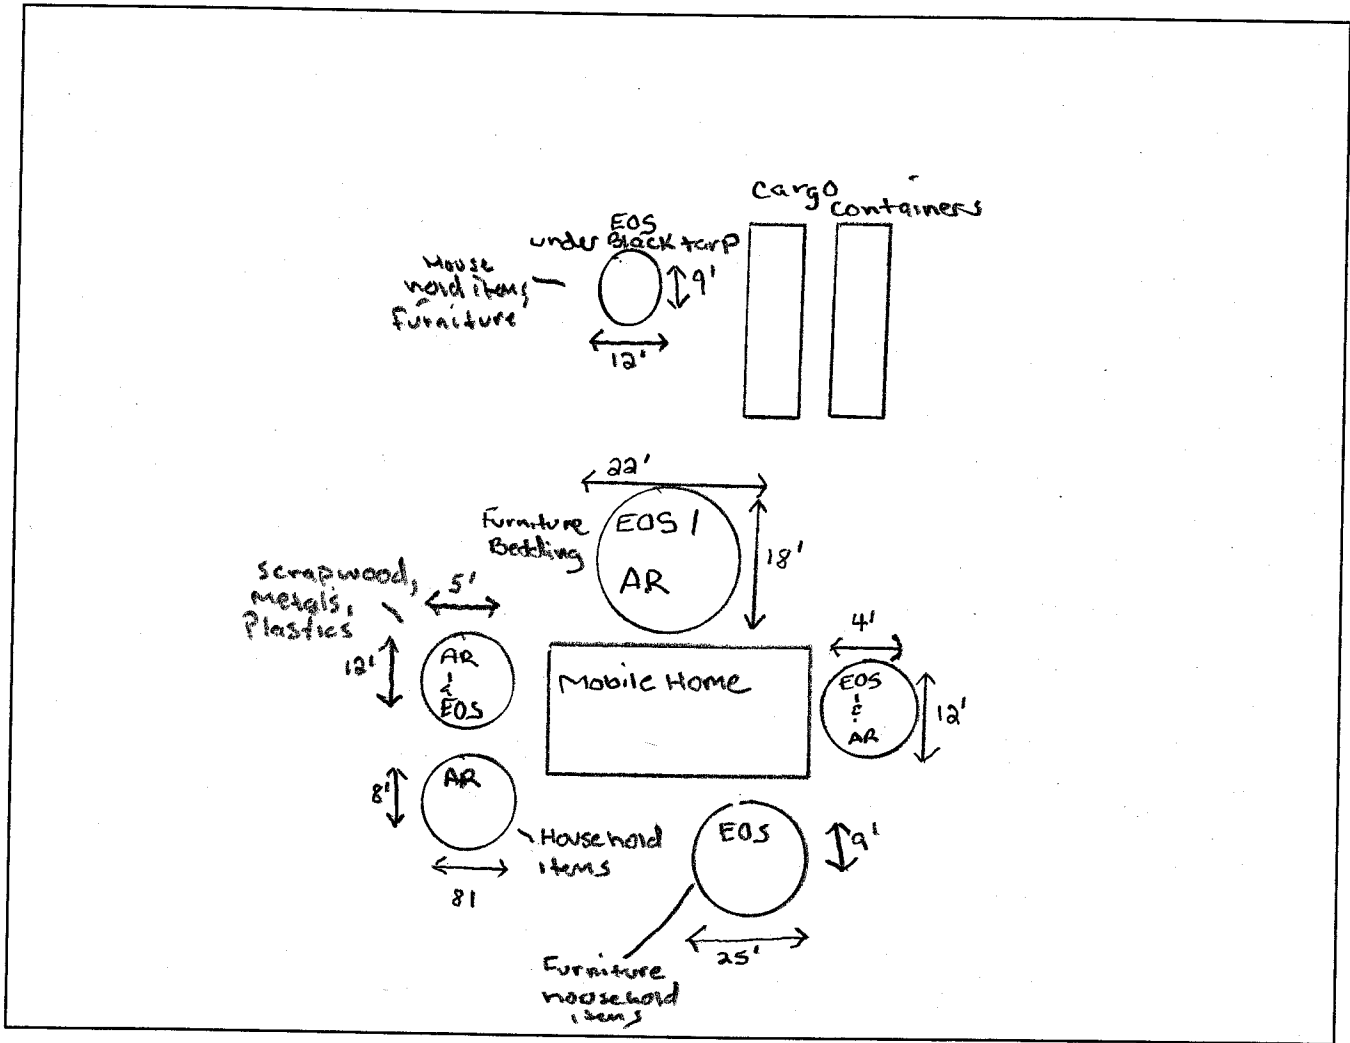 Cargo
containers
EOS
under Black tarp
House
hold items,
furniture
9'
12'
22'
Furniture
Bedding
EOS /
AR
18'
Scrapwood,
Metals,
Plastics
5'
12'
AR
&
EOS
Mobile Home
4'
EOS
&
AR
12'
AR
8'
81
Household
items
EOS
9'
25'
Furniture
household
items